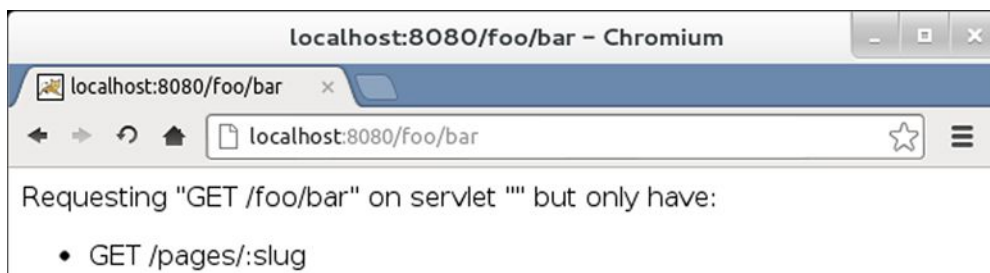 localhost:8080/foo/bar – Chromium
localhost:8080/foo/bar
localhost:8080/foo/bar
Requesting "GET /foo/bar" on servlet "" but only have:
• GET /pages/:slug